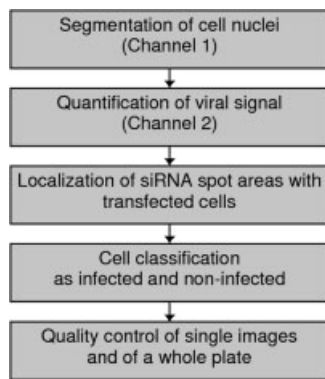 Segmentation of cell nuclei
(Channel 1)
Quantification of viral signal
(Channel 2)
Localization of siRNA spot areas with
transfected cells
Cell classification
as infected and non-infected
Quality control of single images
and of a whole plate